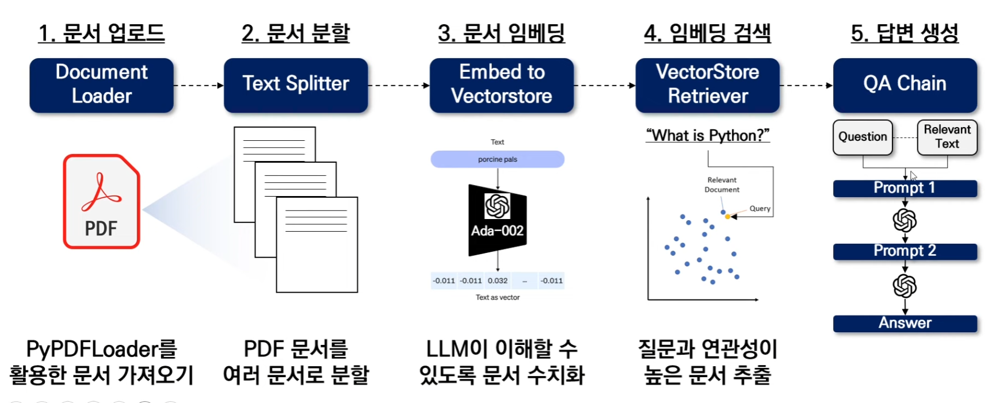 1. 문서 업로드
2. 문서 분할
3. 문서 임베딩
4. 임베딩 검색
5. 답변 생성
Document
Loader
Text Splitter
Embed to
Vectorstore
VectorStore
Retriever
QA Chain
PDF
Text
porcine pals
Ada-002
-0.011 -0.011 0.032 ... -0.011
Text as vector
“What is Python?”
Relevant
Document
Query
Question
Relevant
Text
Prompt 1
Prompt 2
Answer
PyPDFLoader를
활용한 문서 가져오기
PDF 문서를
여러 문서로 분할
LLM이 이해할 수
있도록 문서 수치화
질문과 연관성이
높은 문서 추출